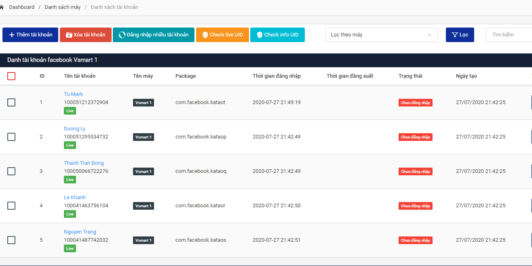 Dashboard / Danh sách máy / Danh sách tài khoản
+ Thêm tài khoản Xóa tài khoản Đăng nhập nhiều tài khoản Check live UID Check info UID Lọc theo máy Lọc Tìm kiếm
Danh tài khoản facebook Vsmart 1
ID Tên tài khoản Tên máy Package Thời gian đăng nhập Thời gian đăng xuất Trạng thái Ngày tạo
1 Tu Manh 100051212372904 Live Vsmart 1 com.facebook.kataof 2020-07-27 21:49:19 Chưa đăng nhập 27/07/2020 21:42:25
2 Duong Ly 100051295534732 Live Vsmart 1 com.facebook.kataop 2020-07-27 21:42:49 Chưa đăng nhập 27/07/2020 21:42:25
3 Thanh Tran Dong 100050066722276 Live Vsmart 1 com.facebook.kataoq 2020-07-27 21:42:49 Chưa đăng nhập 27/07/2020 21:42:25
4 Le Khanh 100041463756104 Live Vsmart 1 com.facebook.kataor 2020-07-27 21:42:50 Chưa đăng nhập 27/07/2020 21:42:25
5 Nguyen Trang 100041487742032 Live Vsmart 1 com.facebook.kataos 2020-07-27 21:42:51 Chưa đăng nhập 27/07/2020 21:42:25